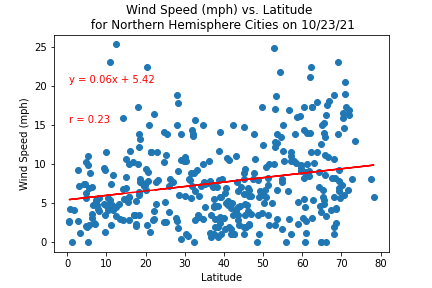 Wind Speed (mph) vs. Latitude
for Northern Hemisphere Cities on 10/23/21
25
y = 0.06x + 5.42
20
r = 0.23
15
10
5
0
Wind Speed (mph)
0 10 20 30 40 50 60 70 80
Latitude